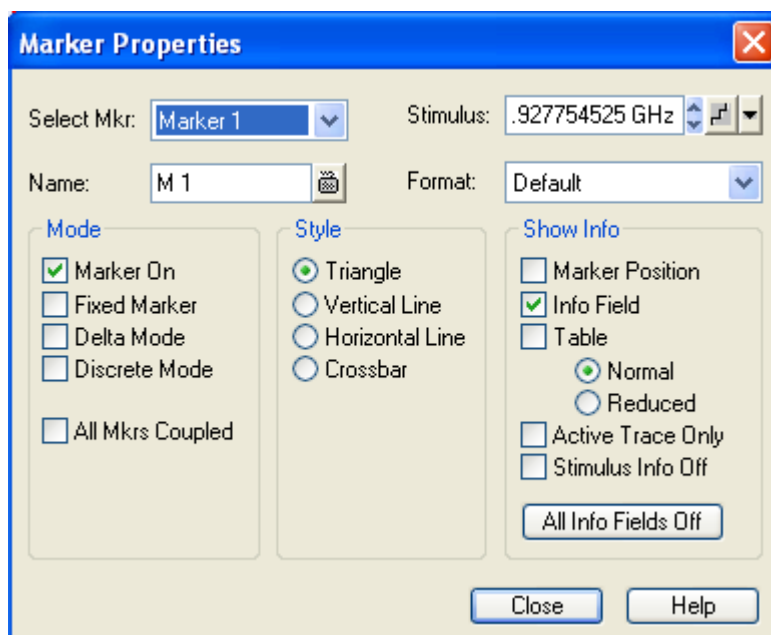 Marker Properties
Select Mkr: Marker 1
Stimulus: .927754525 GHz
Name: M 1
Format: Default
Mode
Marker On
Fixed Marker
Delta Mode
Discrete Mode
All Mkrs Coupled
Style
Triangle
Vertical Line
Horizontal Line
Crossbar
Show Info
Marker Position
Info Field
Table
Normal
Reduced
Active Trace Only
Stimulus Info Off
All Info Fields Off
Close
Help